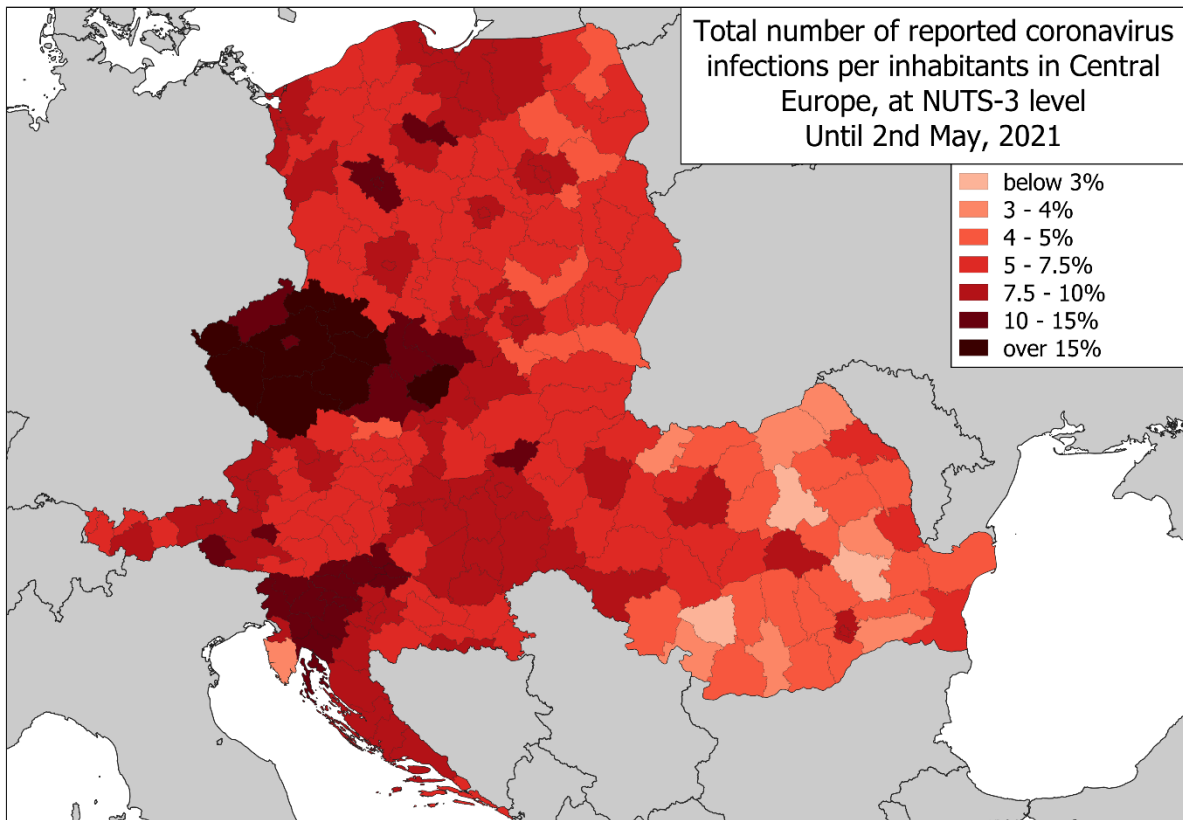 Total number of reported coronavirus
infections per inhabitants in Central
Europe, at NUTS-3 level
Until 2nd May, 2021
below 3%
3 - 4%
4 - 5%
5 - 7.5%
7.5 - 10%
10 - 15%
over 15%